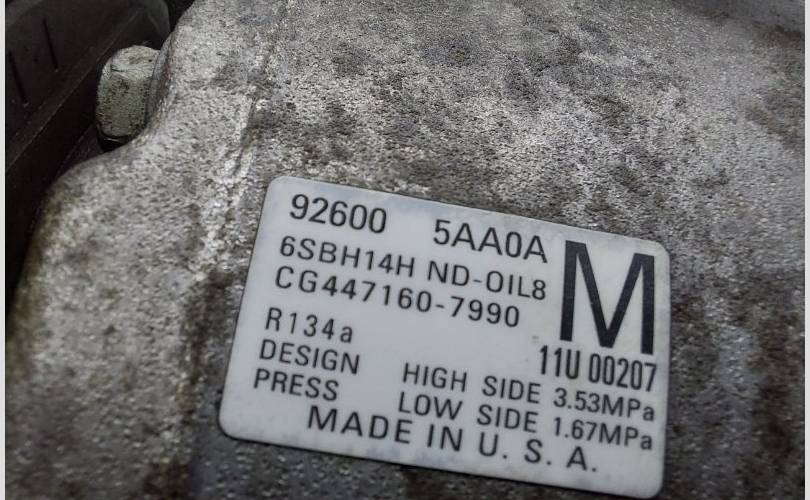 92600 5AA0A
6SBH14H ND-OIL8
CG447160-7990
M
R134a
11U 00207
DESIGN HIGH SIDE 3.53MPa
PRESS LOW SIDE 1.67MPa
MADE IN U. S. A.